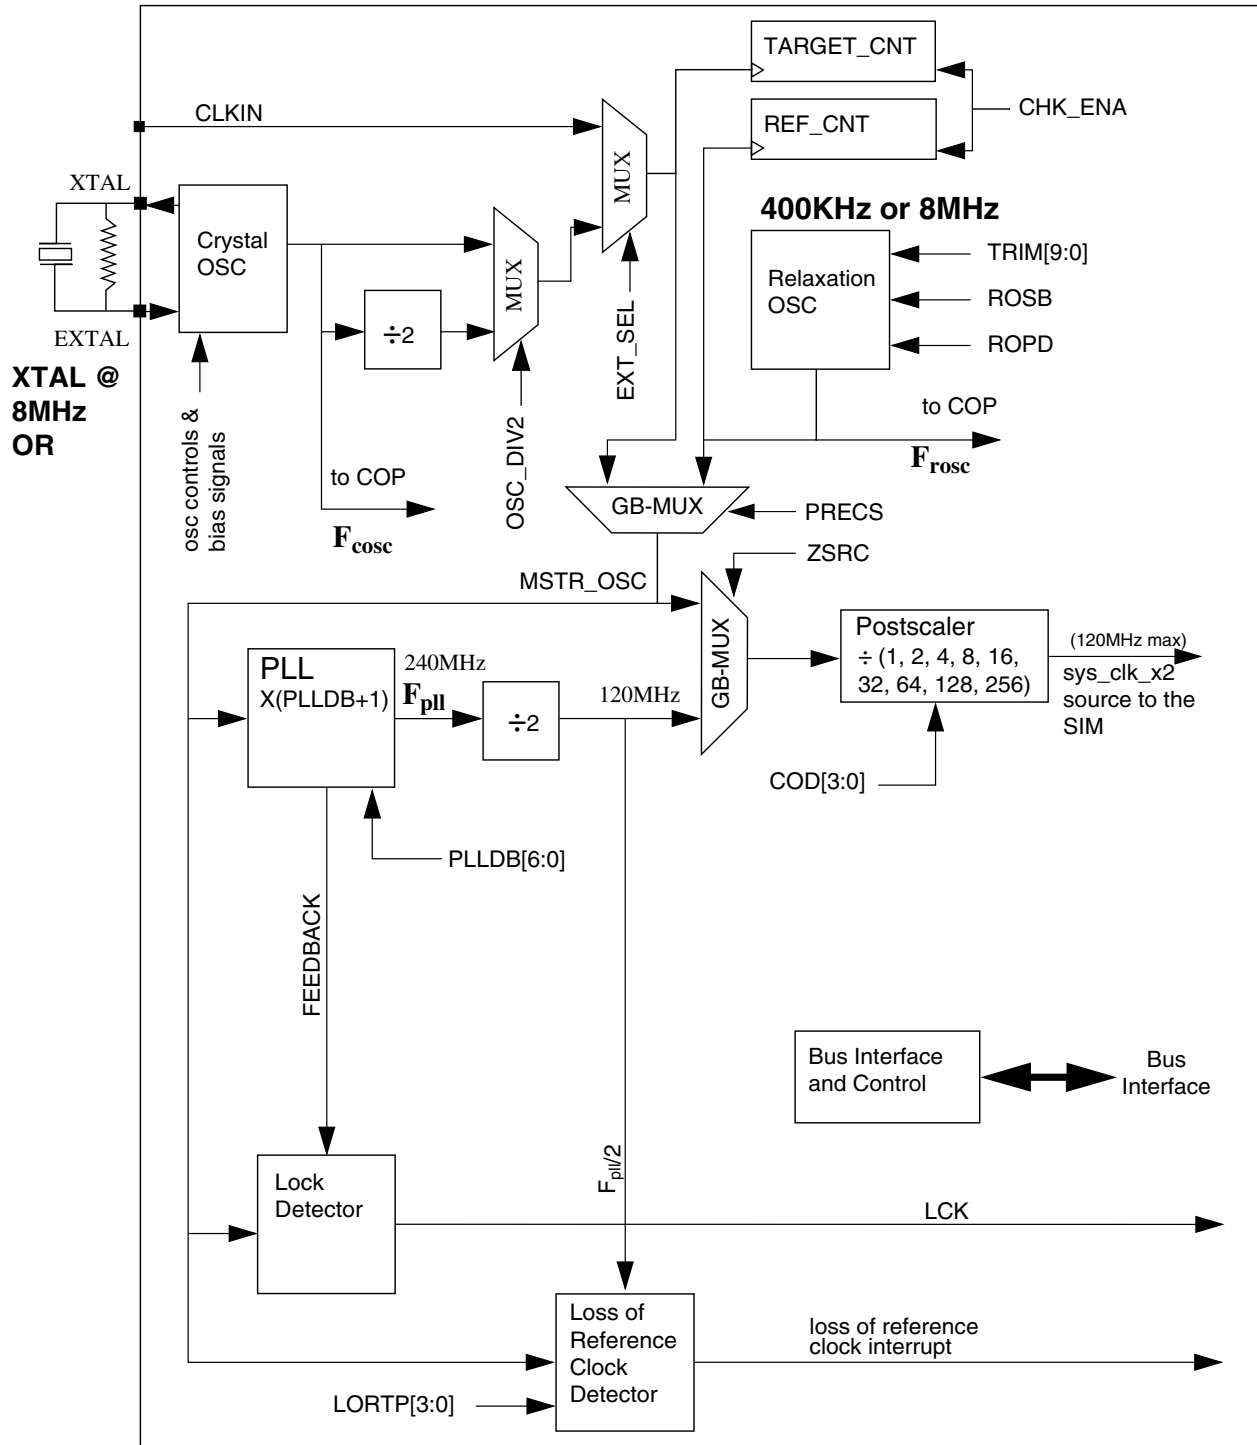 TARGET_CNT
CLKIN
CHK_ENA
REF_CNT
MUX
XTAL
400KHz or 8MHz
Crystal
OSC
MUX
TRIM[9:0]
Relaxation
OSC
ROSB
÷2
EXTAL
ROPD
EXT_SEL
XTAL @
8MHz
OR
osc controls &
bias signals
OSC_DIV2
to COP
F_rosc
to COP
F_cosc
GB-MUX
PRECS
ZSRC
MSTR_OSC
GB-MUX
Postscaler
÷ (1, 2, 4, 8, 16,
32, 64, 128, 256)
(120MHz max)
sys_clk_x2
source to the
SIM
PLL
X(PLLDB+1)
240MHz
F_pll
÷2
120MHz
COD[3:0]
PLLDB[6:0]
FEEDBACK
Bus Interface
and Control
Bus
Interface
F_pll/2
Lock
Detector
LCK
Loss of
Reference
Clock
Detector
loss of reference
clock interrupt
LORTP[3:0]